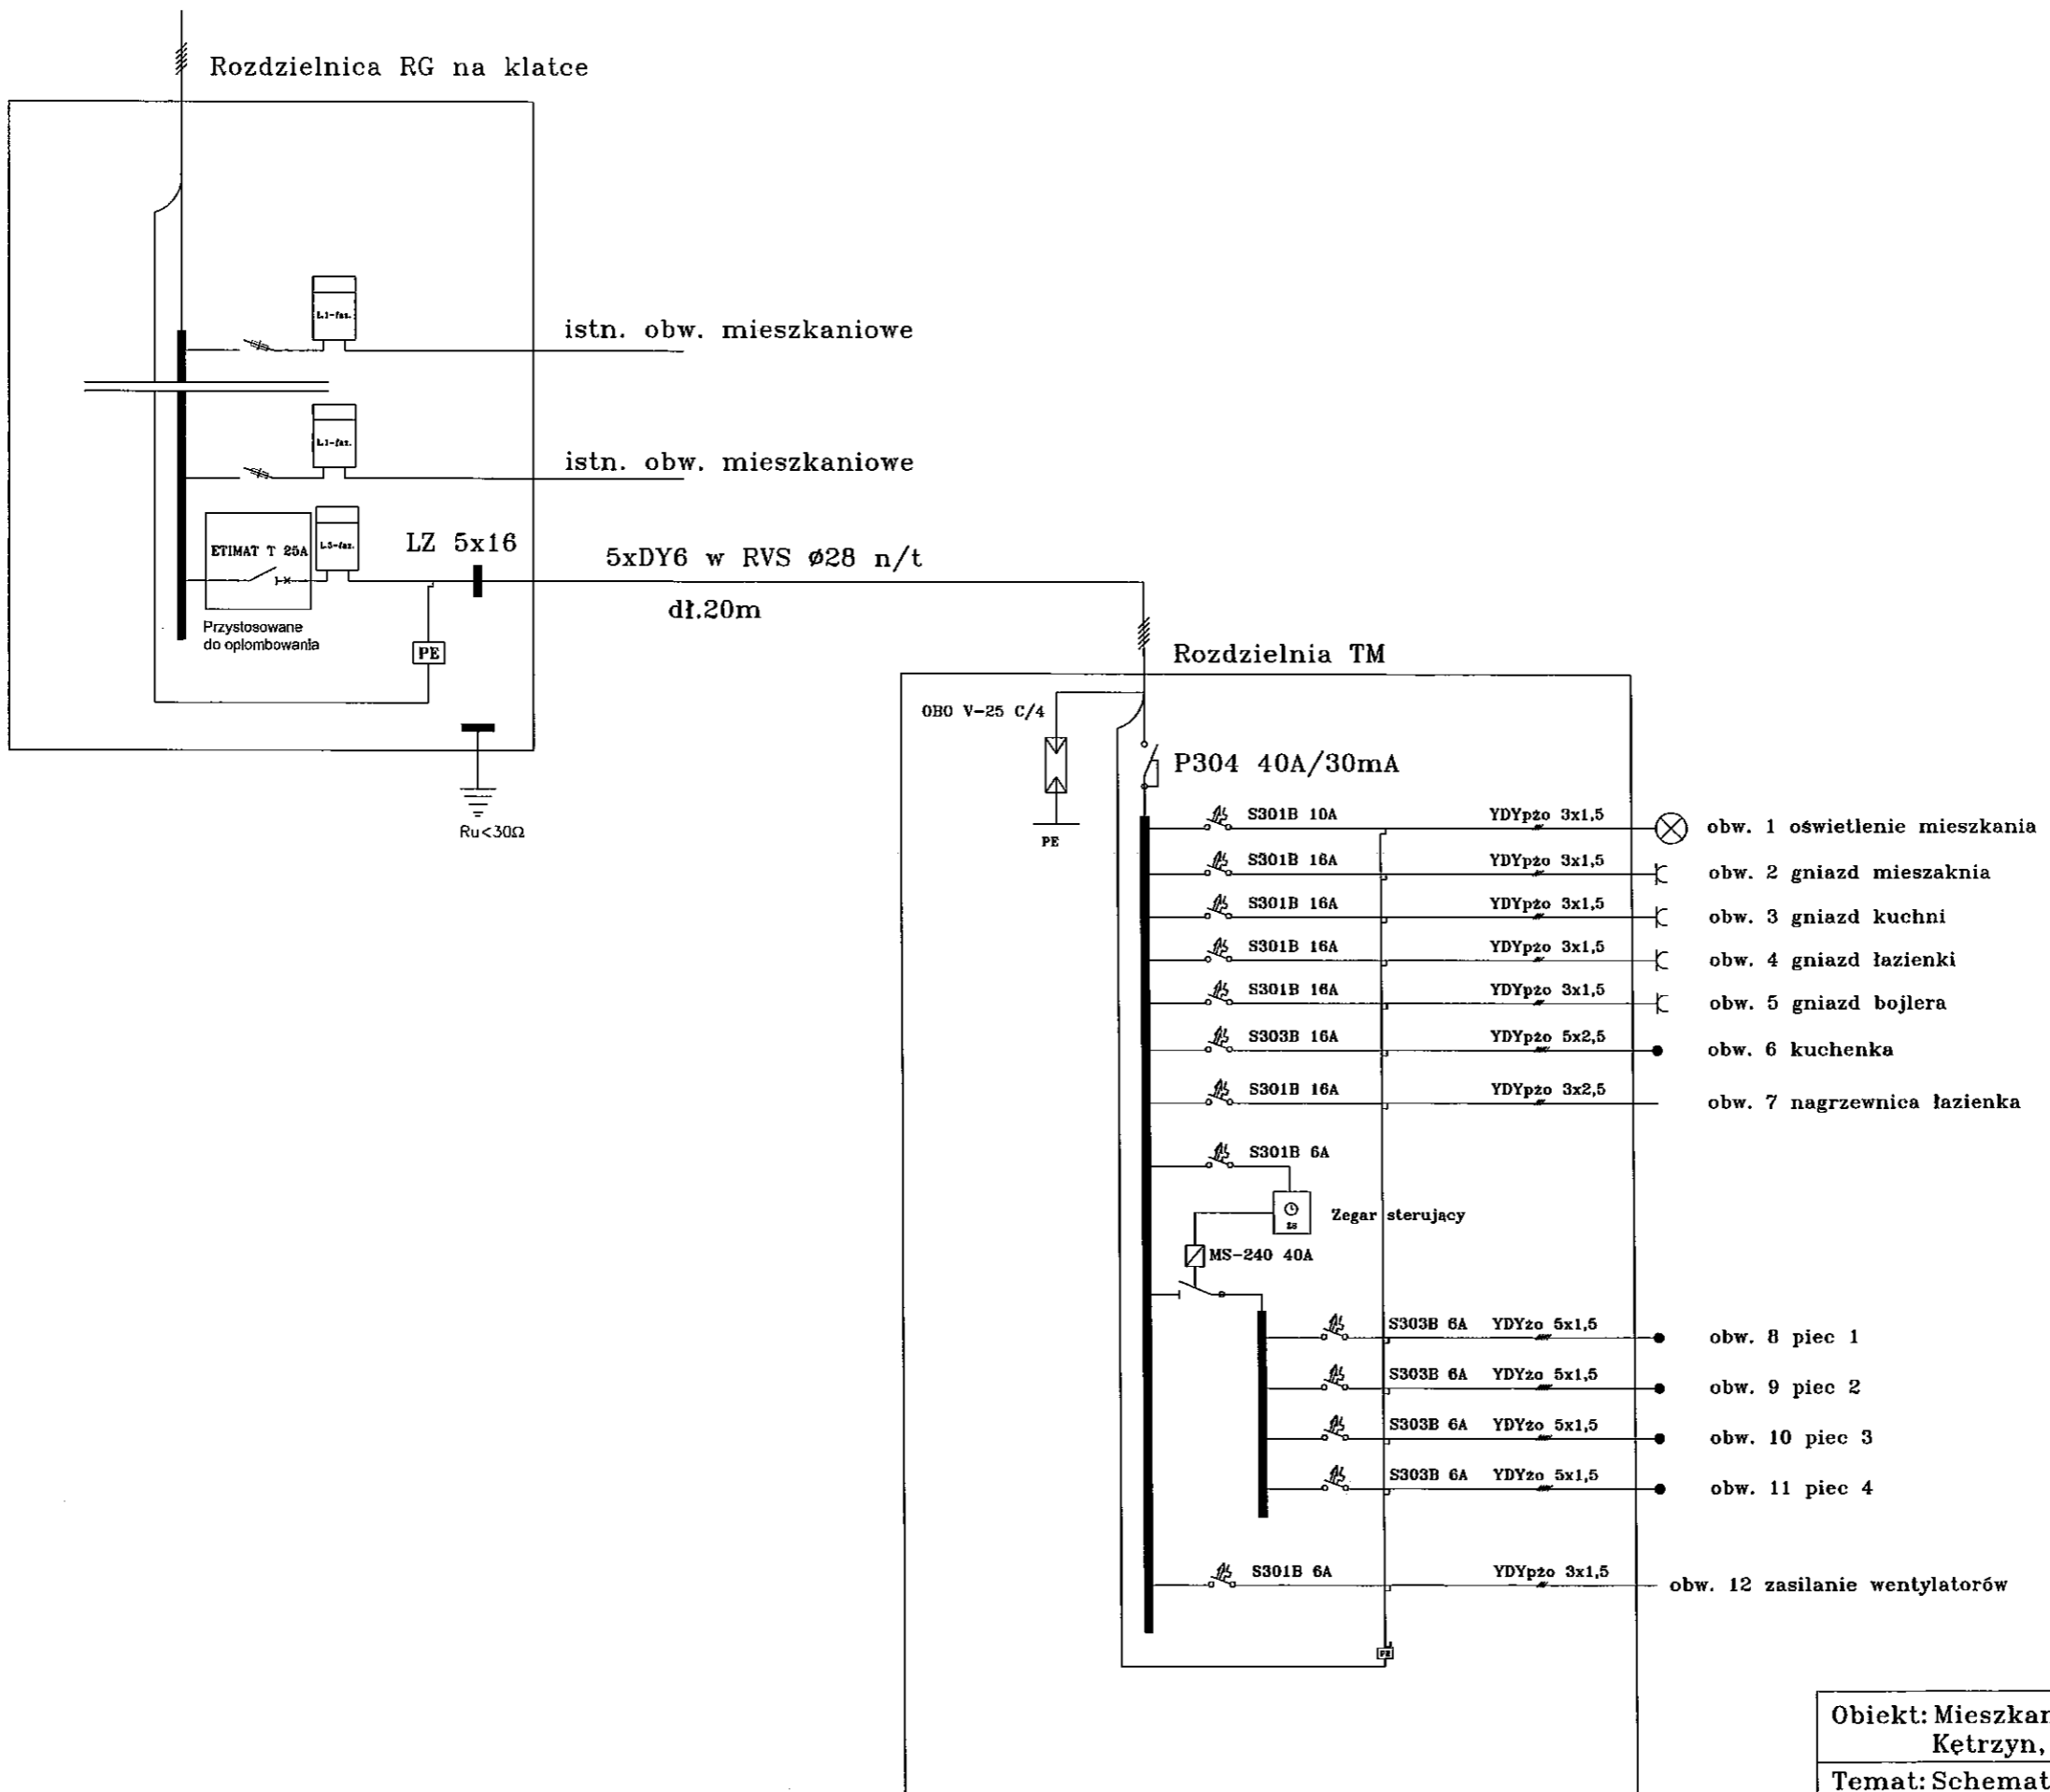 Rozdzielnica RG na klatce
L1-faz.
istn. obw. mieszkaniowe
L1-faz.
istn. obw. mieszkaniowe
ETIMAT T 25A
L3-faz.
LZ 5x16
5xDY6 w RVS ø28 n/t
dł.20m
Przystosowane
do oplombowania
PE
Ru<30Ω
Rozdzielnia TM
OBO V-25 C/4
PE
P304 40A/30mA
S301B 10A YDYpżo 3x1,5 obw. 1 oświetlenie mieszkania
S301B 16A YDYpżo 3x1,5 obw. 2 gniazd mieszaknia
S301B 16A YDYpżo 3x1,5 obw. 3 gniazd kuchni
S301B 16A YDYpżo 3x1,5 obw. 4 gniazd łazienki
S301B 16A YDYpżo 3x1,5 obw. 5 gniazd bojlera
S303B 16A YDYpżo 5x2,5 obw. 6 kuchenka
S301B 16A YDYpżo 3x2,5 obw. 7 nagrzewnica łazienka
S301B 6A
Zegar sterujący
MS-240 40A
S303B 6A YDYżo 5x1,5 obw. 8 piec 1
S303B 6A YDYżo 5x1,5 obw. 9 piec 2
S303B 6A YDYżo 5x1,5 obw. 10 piec 3
S303B 6A YDYżo 5x1,5 obw. 11 piec 4
S301B 6A YDYpżo 3x1,5 obw. 12 zasilanie wentylatorów
PE
Obiekt: Mieszkan
Kętrzyn,
Temat: Schemat